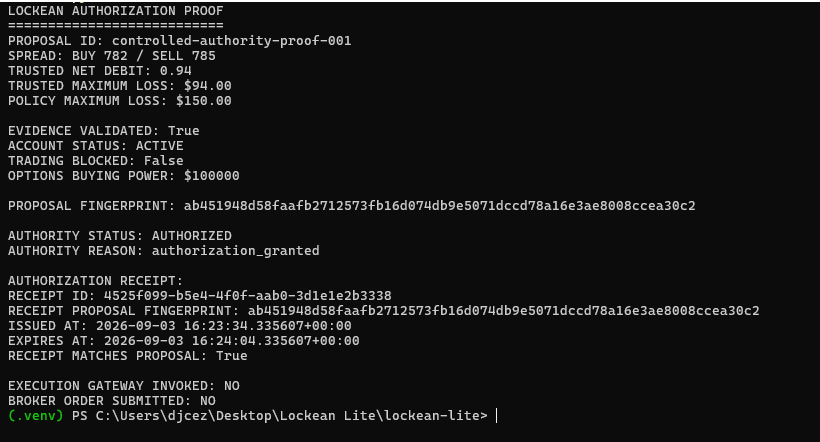 LOCKEAN AUTHORIZATION PROOF
===========================
PROPOSAL ID: controlled-authority-proof-001
SPREAD: BUY 782 / SELL 785
TRUSTED NET DEBIT: 0.94
TRUSTED MAXIMUM LOSS: $94.00
POLICY MAXIMUM LOSS: $150.00
EVIDENCE VALIDATED: True
ACCOUNT STATUS: ACTIVE
TRADING BLOCKED: False
OPTIONS BUYING POWER: $100000
PROPOSAL FINGERPRINT: ab451948d58faafb2712573fb16d074db9e5071dccd78a16e3ae8008ccea30c2
AUTHORITY STATUS: AUTHORIZED
AUTHORITY REASON: authorization_granted
AUTHORIZATION RECEIPT:
RECEIPT ID: 4525f099-b5e4-4f0f-aab0-3d1e1e2b3338
RECEIPT PROPOSAL FINGERPRINT: ab451948d58faafb2712573fb16d074db9e5071dccd78a16e3ae8008ccea30c2
ISSUED AT: 2026-09-03 16:23:34.335607+00:00
EXPIRES AT: 2026-09-03 16:24:04.335607+00:00
RECEIPT MATCHES PROPOSAL: True
EXECUTION GATEWAY INVOKED: NO
BROKER ORDER SUBMITTED: NO
(.venv) PS C:\Users\djcez\Desktop\Lockean Lite\lockean-lite>